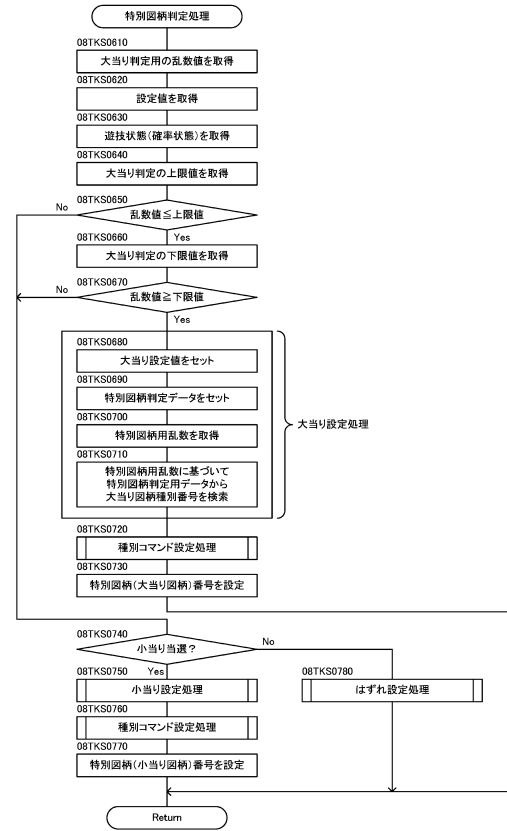 特別図柄判定処理
08TKS0610
大当り判定用の乱数値を取得
08TKS0620
設定値を取得
08TKS0630
遊技状態(確率状態)を取得
08TKS0640
大当り判定の上限値を取得
08TKS0650
No
乱数値≦上限値
Yes
08TKS0660
大当り判定の下限値を取得
08TKS0670
No
乱数値≧下限値
Yes
08TKS0680
大当り設定値をセット
08TKS0690
特別図柄判定データをセット
08TKS0700
特別図柄用乱数を取得
08TKS0710
特別図柄用乱数に基づいて
特別図柄判定用データから
大当り図柄種別番号を検索
大当り設定処理
08TKS0720
種別コマンド設定処理
08TKS0730
特別図柄(大当り図柄)番号を設定
08TKS0740
小当り当選?
No
Yes
08TKS0750
小当り設定処理
08TKS0780
はずれ設定処理
08TKS0760
種別コマンド設定処理
08TKS0770
特別図柄(小当り図柄)番号を設定
Return